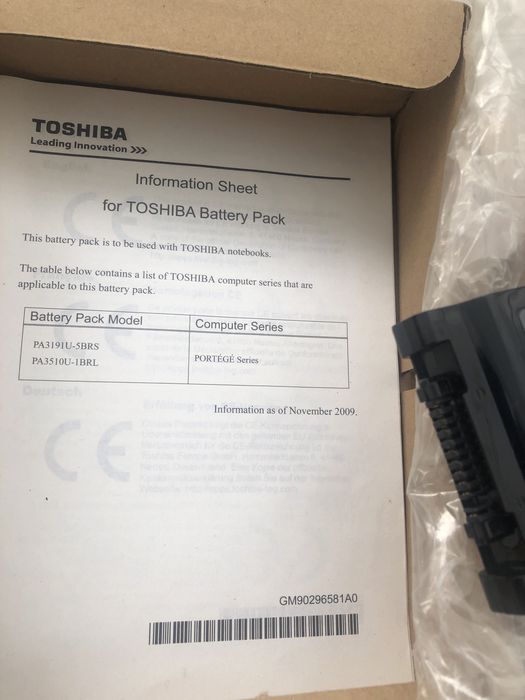 TOSHIBA
Leading Innovation >>>
Information Sheet
for TOSHIBA Battery Pack
This battery pack is to be used with TOSHIBA notebooks.
The table below contains a list of TOSHIBA computer series that are
applicable to this battery pack.
Battery Pack Model Computer Series
PA3191U-5BRS
PA3510U-1BRL PORTÉGÉ Series
Information as of November 2009.
Deutsch
CE
GM90296581A0